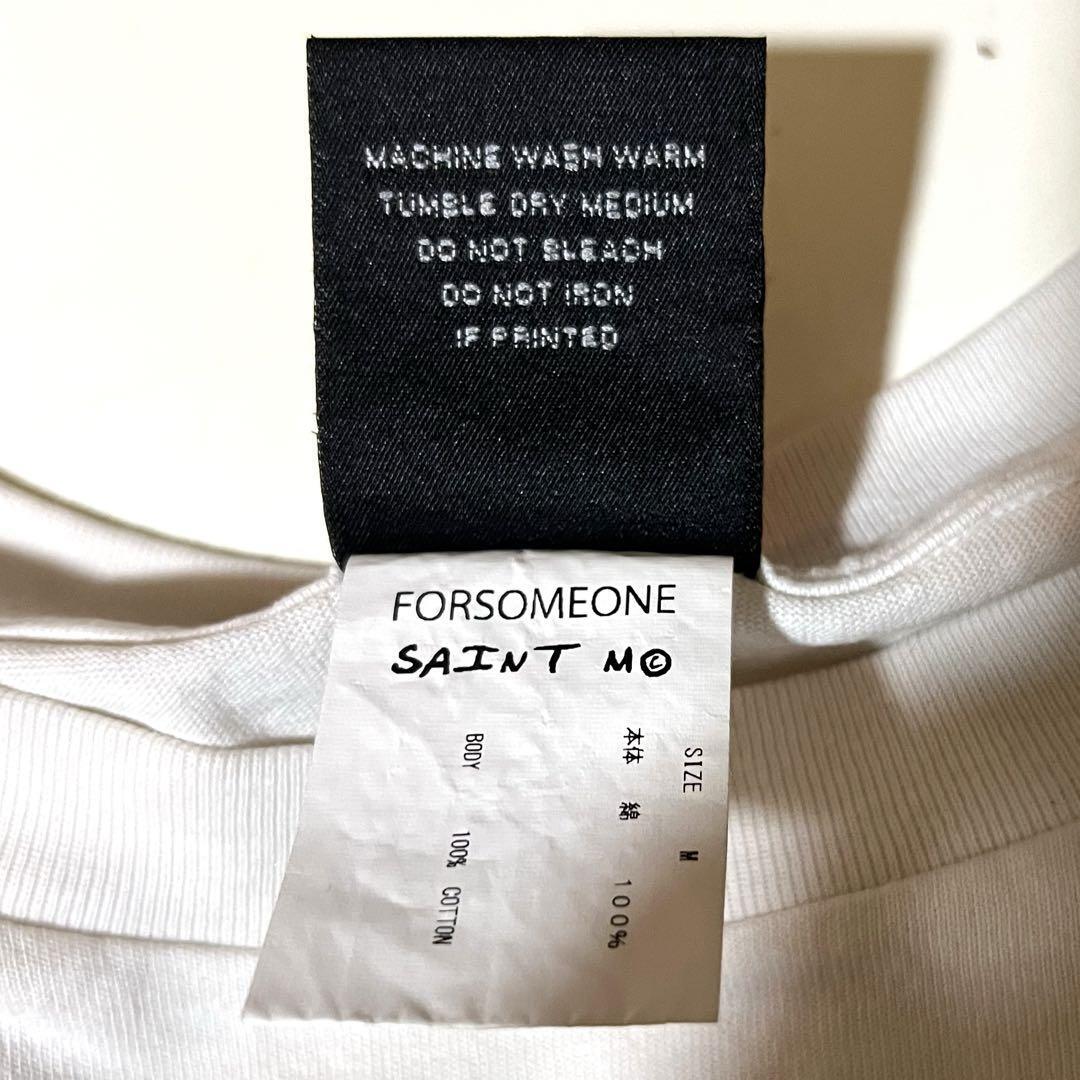 MACHINE WASH WARM
TUMBLE DRY MEDIUM
DO NOT BLEACH
DO NOT IRON
IF PRINTED
FORSOMEONE
SAINT M©
SIZE M
本体 綿 100%
BODY 100% COTTON